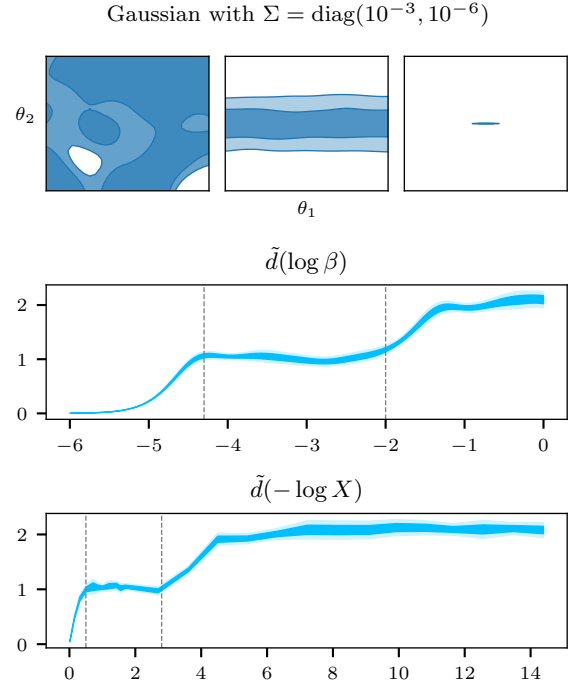 Gaussian with Σ = diag(10⁻³, 10⁻⁶)
θ₂
θ₁
d̃(log β)
2
1
0
−6 −5 −4 −3 −2 −1 0
d̃(− log X)
2
1
0
0 2 4 6 8 10 12 14